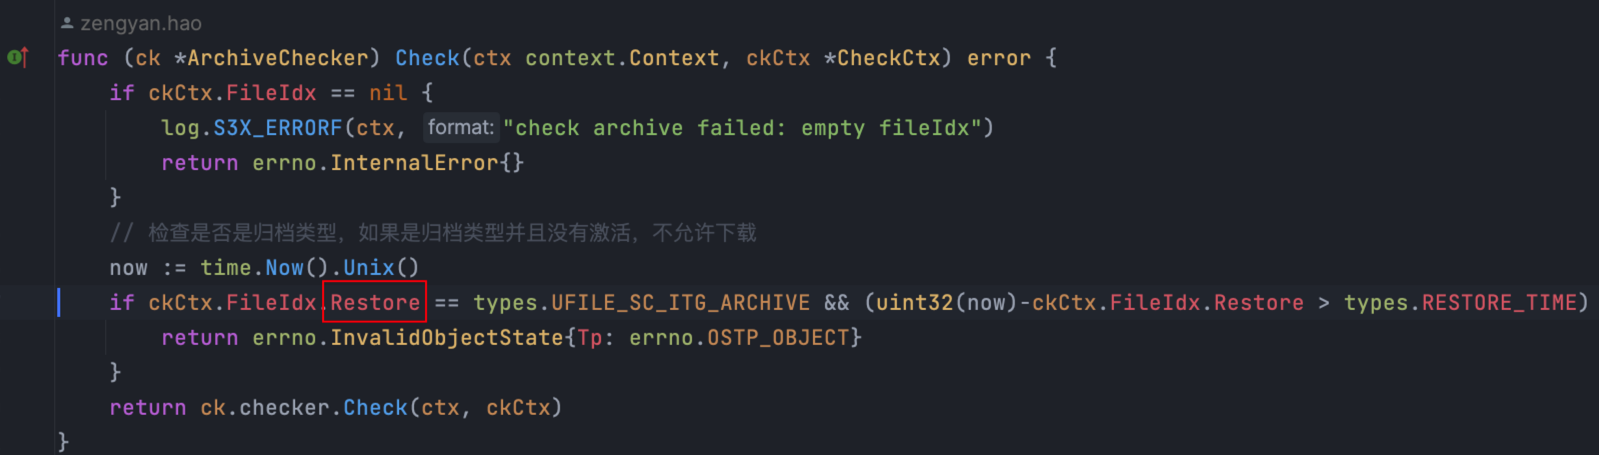 zengyan.hao
func (ck *ArchiveChecker) Check(ctx context.Context, ckCtx *CheckCtx) error {
if ckCtx.FileIdx == nil {
log.S3X_ERRORF(ctx, format: "check archive failed: empty fileIdx")
return errno.InternalError{}
}
// 检查是否是归档类型，如果是归档类型并且没有激活，不允许下载
now := time.Now().Unix()
if ckCtx.FileIdx.Restore == types.UFILE_SC_ITG_ARCHIVE && (uint32(now)-ckCtx.FileIdx.Restore > types.RESTORE_TIME)
return errno.InvalidObjectState{Tp: errno.OSTP_OBJECT}
}
return ck.checker.Check(ctx, ckCtx)
}